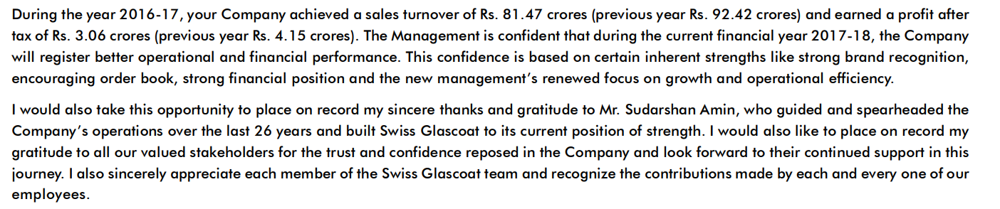 During the year 2016-17, your Company achieved a sales turnover of Rs. 81.47 crores (previous year Rs. 92.42 crores) and earned a profit after
tax of Rs. 3.06 crores (previous year Rs. 4.15 crores). The Management is confident that during the current financial year 2017-18, the Company
will register better operational and financial performance. This confidence is based on certain inherent strengths like strong brand recognition,
encouraging order book, strong financial position and the new management's renewed focus on growth and operational efficiency.
I would also take this opportunity to place on record my sincere thanks and gratitude to Mr. Sudarshan Amin, who guided and spearheaded the
Company's operations over the last 26 years and built Swiss Glascoat to its current position of strength. I would also like to place on record my
gratitude to all our valued stakeholders for the trust and confidence reposed in the Company and look forward to their continued support in this
journey. I also sincerely appreciate each member of the Swiss Glascoat team and recognize the contributions made by each and every one of our
employees.